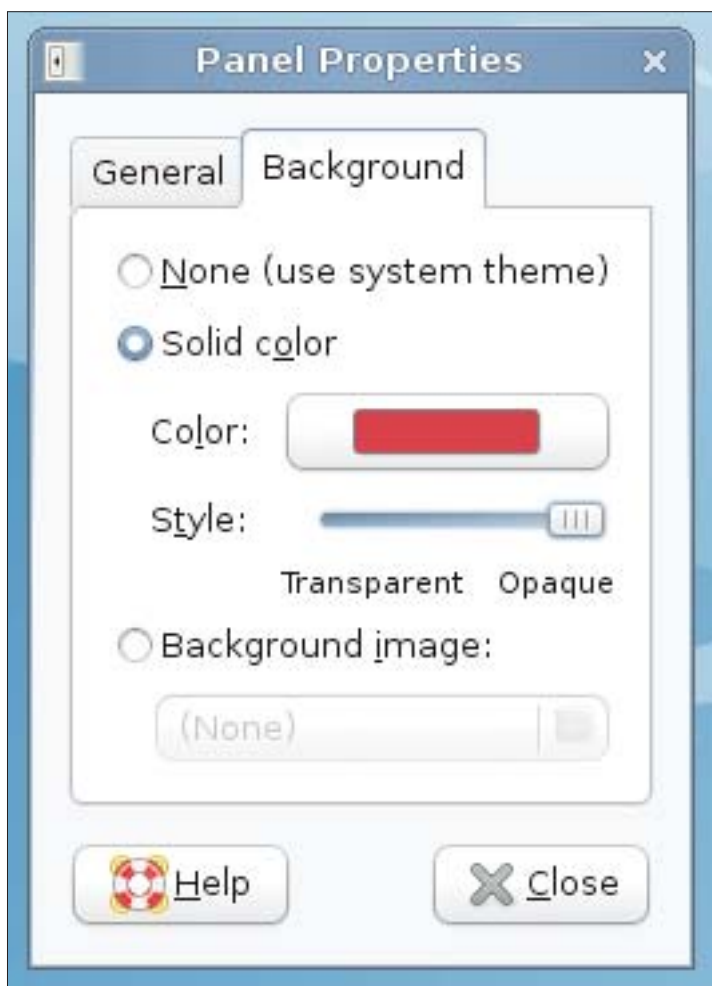 Panel Properties
General
Background
None (use system theme)
Solid color
Color:
Style:
Transparent Opaque
Background image:
(None)
Help
Close